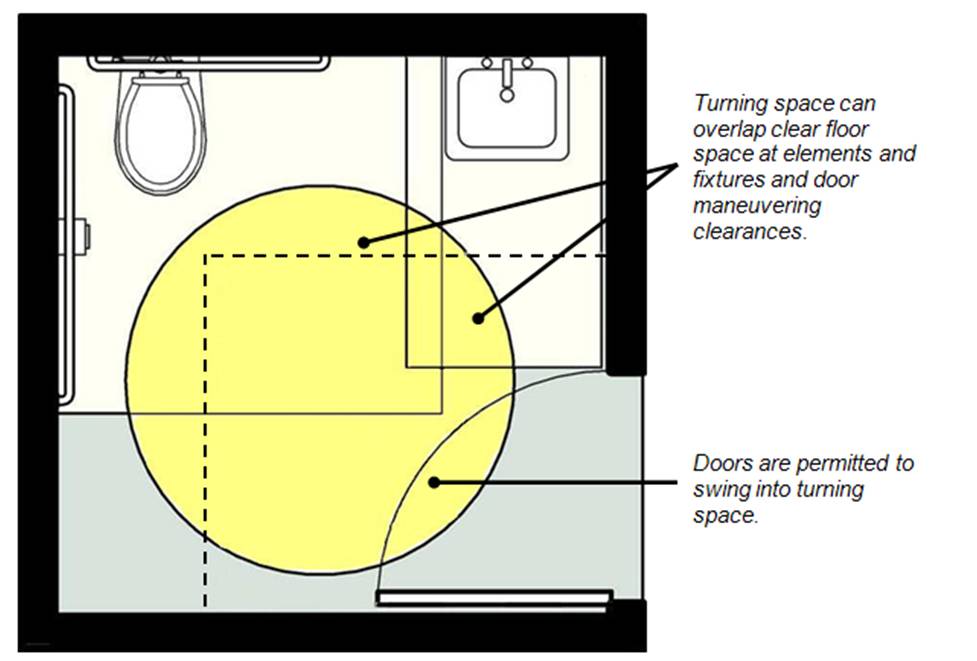 Turning space can
overlap clear floor
space at elements and
fixtures and door
maneuvering
clearances.
Doors are permitted to
swing into turning
space.